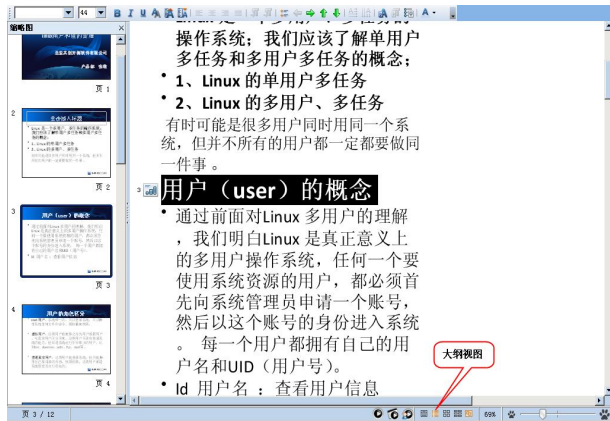 44
B I U A
缩略图
页 1
2
页 2
3
用户（user）的概念
页 3
4
页 4
操作系统；我们应该了解单用户
多任务和多用户多任务的概念；
• 1、Linux 的单用户多任务
• 2、Linux 的多用户、多任务
有时可能是很多用户同时用同一个系
统，但并不所有的用户都一定都要做同
一件事 。
3 用户（user）的概念
• 通过前面对Linux 多用户的理解
，我们明白Linux 是真正意义上
的多用户操作系统，任何一个要
使用系统资源的用户，都必须首
先向系统管理员申请一个账号，
然后以这个账号的身份进入系统
。 每一个用户都拥有自己的用
户名和UID（用户号）。
• Id 用户名 ：查看用户信息
大纲视图
页 3 / 12
69%